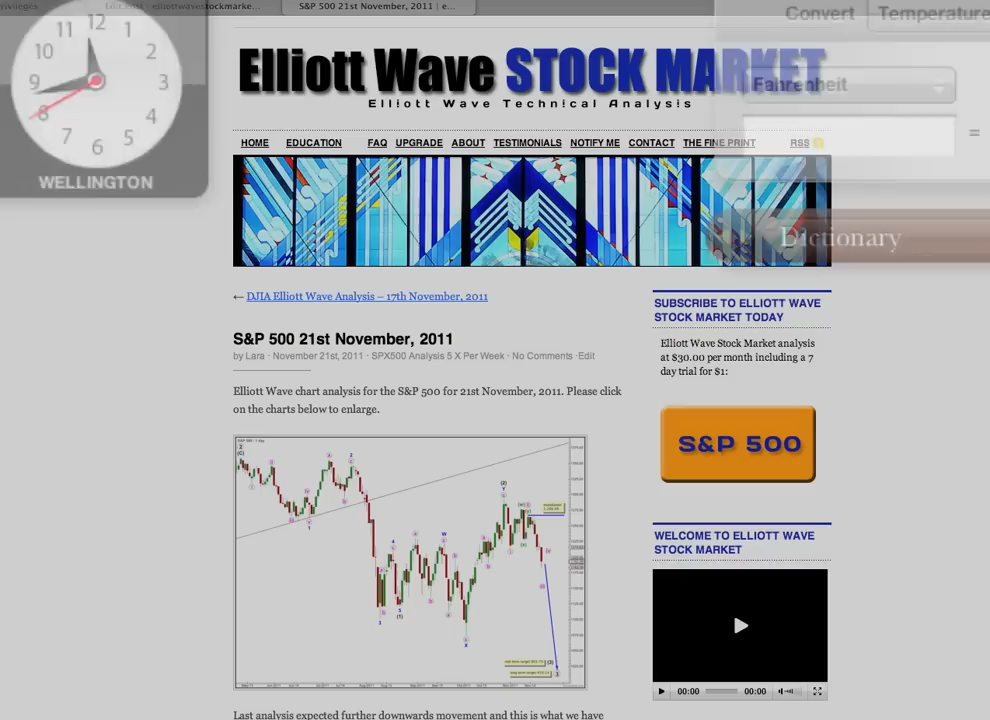 S&P 500 21st November, 2011 | e...
12
11
1
10
2
9
3
8
4
7
5
6
WELLINGTON
Convert
Temperature
Fahrenheit
=
Dictionary
Elliott Wave STOCK MARKET
Elliott Wave Technical Analysis
HOME EDUCATION FAQ UPGRADE ABOUT TESTIMONIALS NOTIFY ME CONTACT THE FINE PRINT RSS
← DJIA Elliott Wave Analysis – 17th November, 2011
S&P 500 21st November, 2011
by Lara · November 21st, 2011 · SPX500 Analysis 5 X Per Week · No Comments ·Edit
Elliott Wave chart analysis for the S&P 500 for 21st November, 2011. Please click
on the charts below to enlarge.
Last analysis expected further downwards movement and this is what we have
SUBSCRIBE TO ELLIOTT WAVE
STOCK MARKET TODAY
Elliott Wave Stock Market analysis
at $30.00 per month including a 7
day trial for $1:
S&P 500
WELCOME TO ELLIOTT WAVE
STOCK MARKET
00:00 00:00